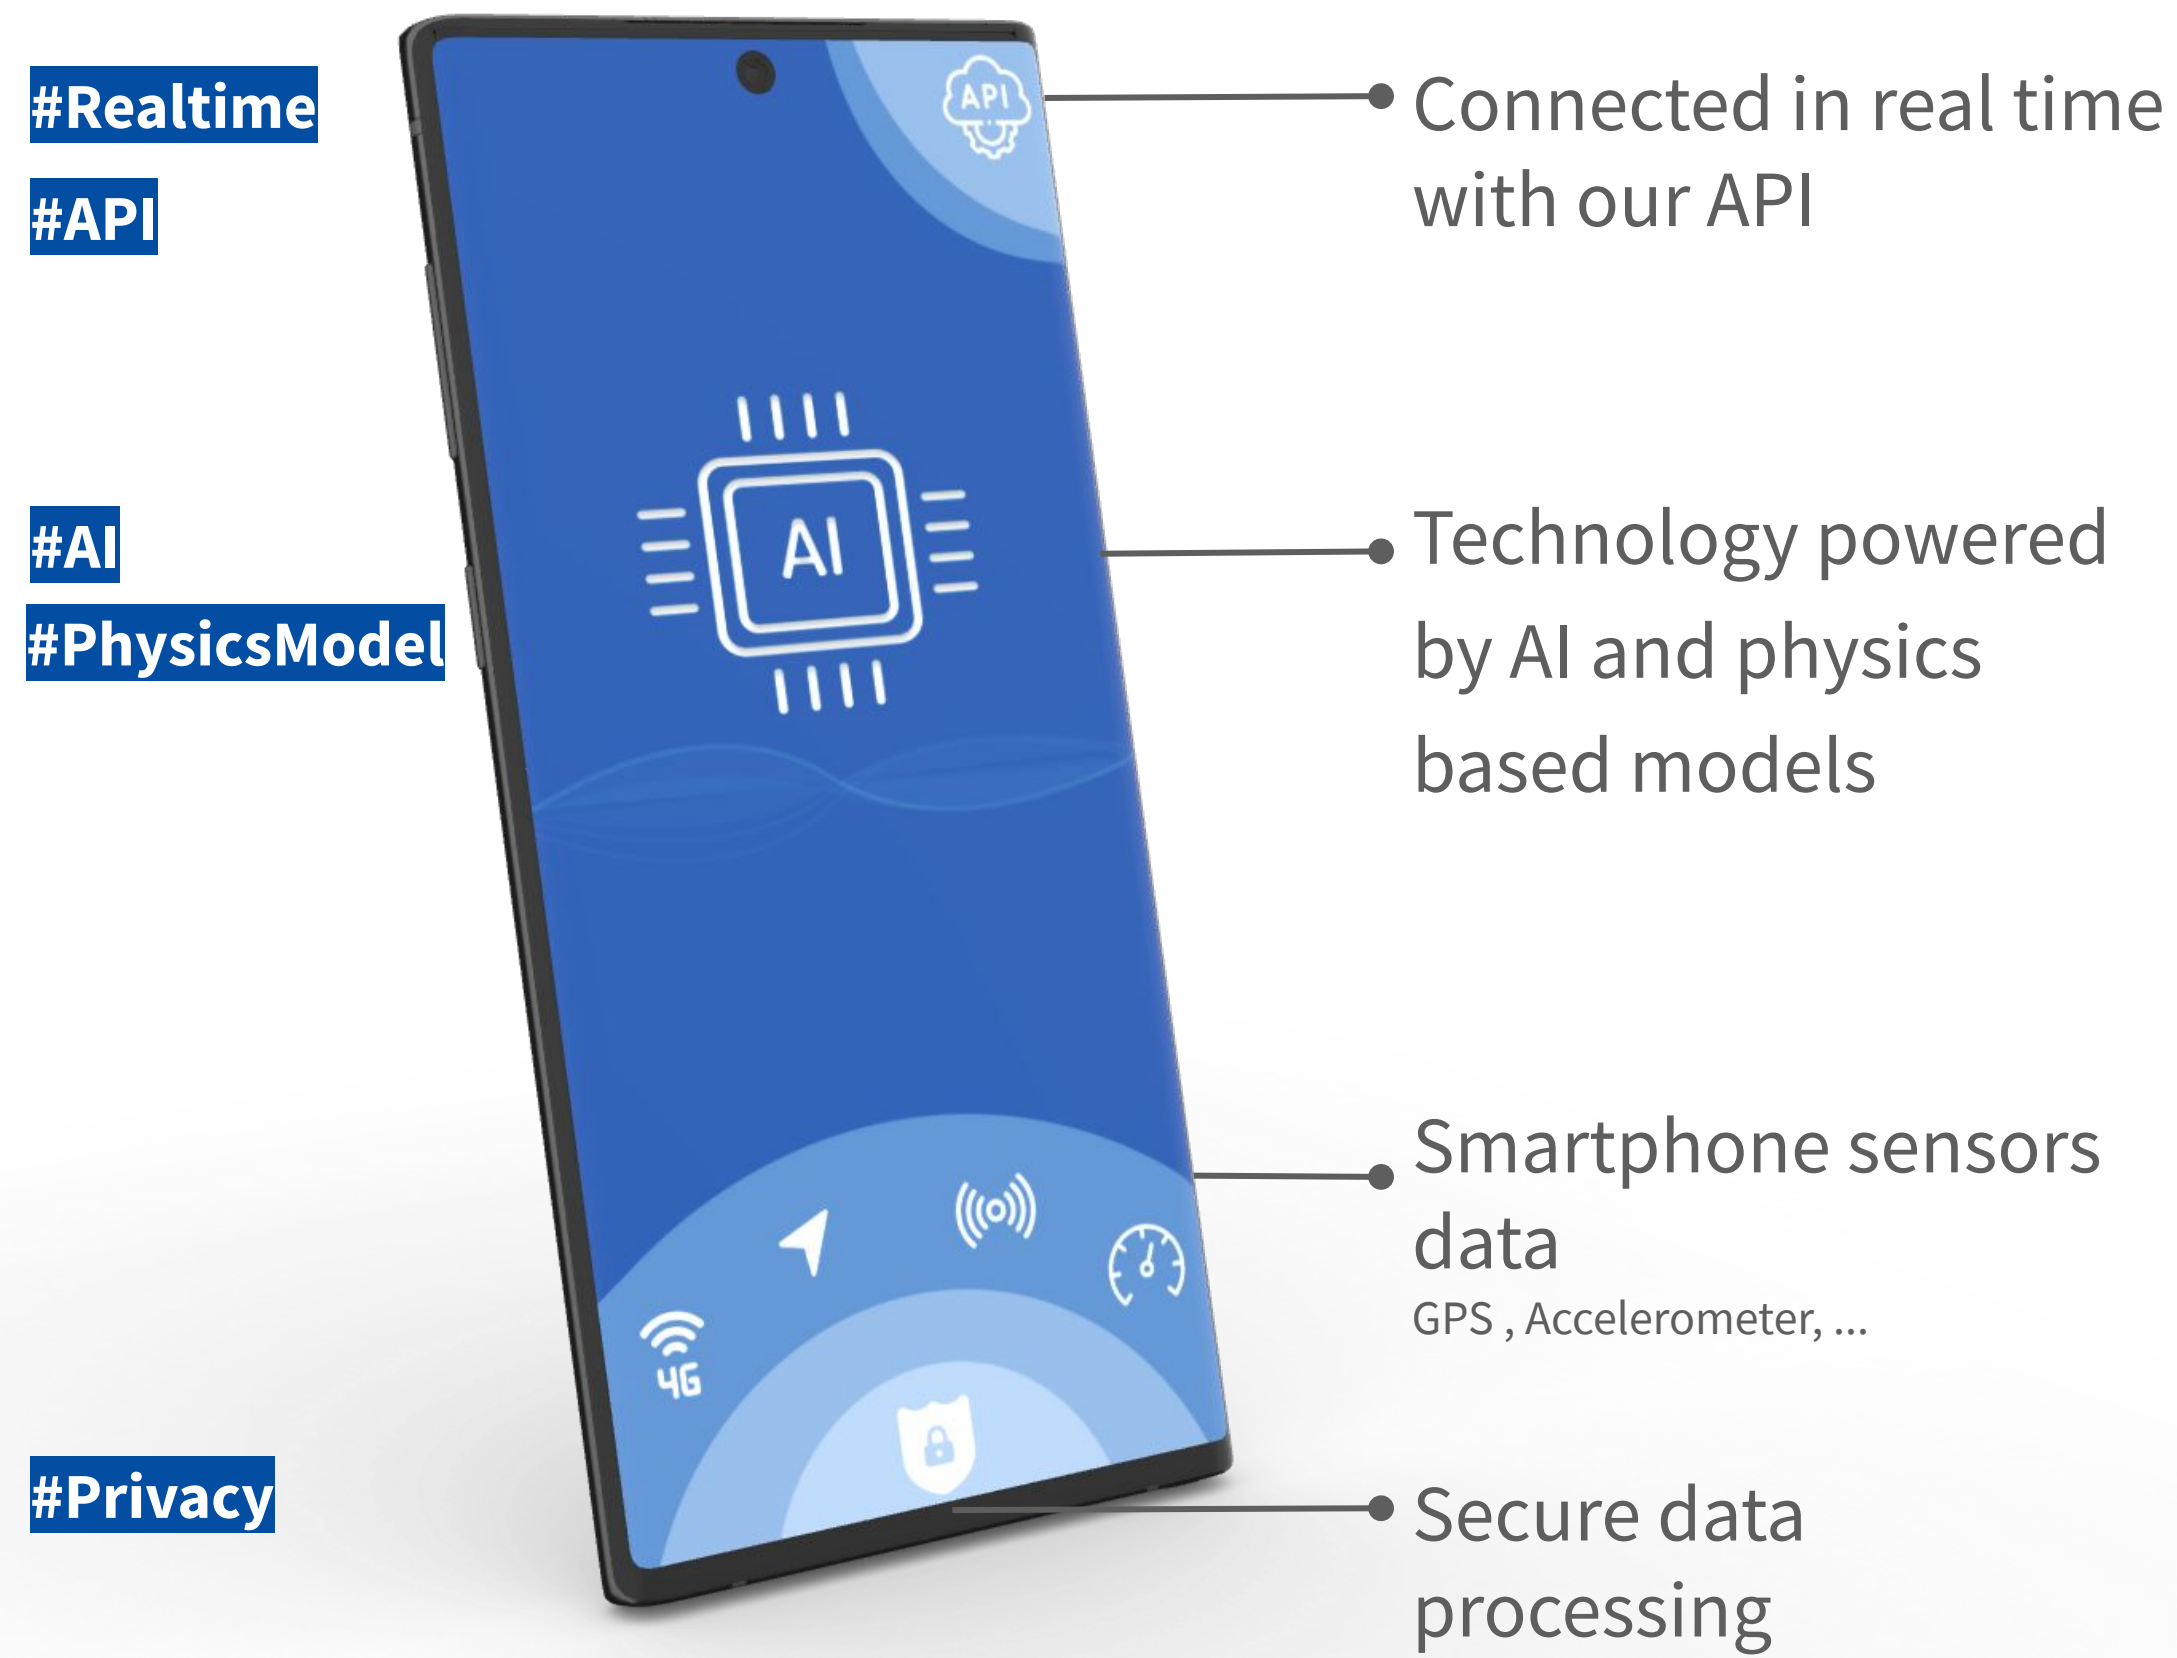 #Realtime
#API
API
Connected in real time
with our API
#AI
#PhysicsModel
AI
Technology powered
by AI and physics
based models
Smartphone sensors
data
GPS , Accelerometer, ...
4G
#Privacy
Secure data
processing